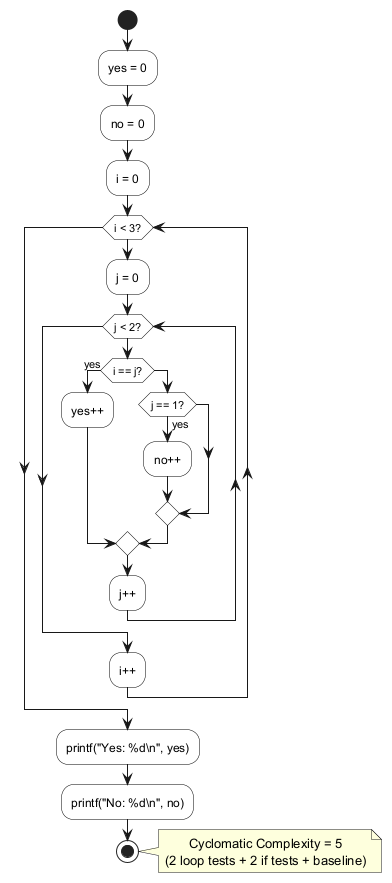 yes = 0
no = 0
i = 0
i < 3?
j = 0
j < 2?
yes
i == j?
yes++
j == 1?
yes
no++
j++
i++
printf("Yes: %d\n", yes)
printf("No: %d\n", no)
Cyclomatic Complexity = 5
(2 loop tests + 2 if tests + baseline)